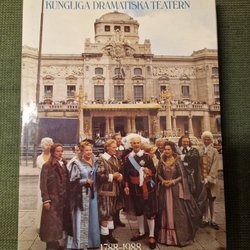 KUNGLIGA DRAMATISKA TEATERN
1788-1988